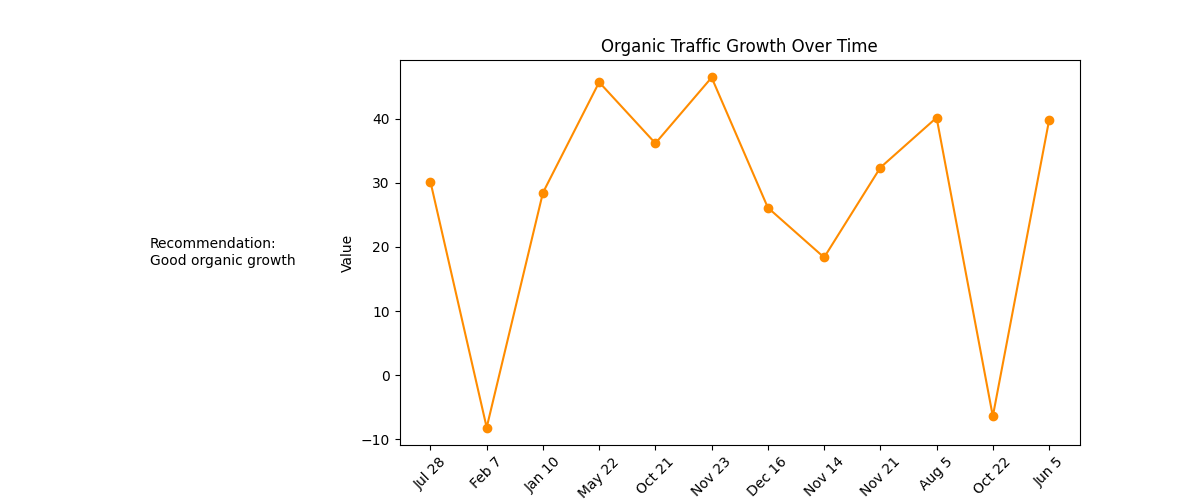 Organic Traffic Growth Over Time
Recommendation:
Good organic growth
Value
40
30
20
10
0
−10
Jul 28
Feb 7
Jan 10
May 22
Oct 21
Nov 23
Dec 16
Nov 14
Nov 21
Aug 5
Oct 22
Jun 5